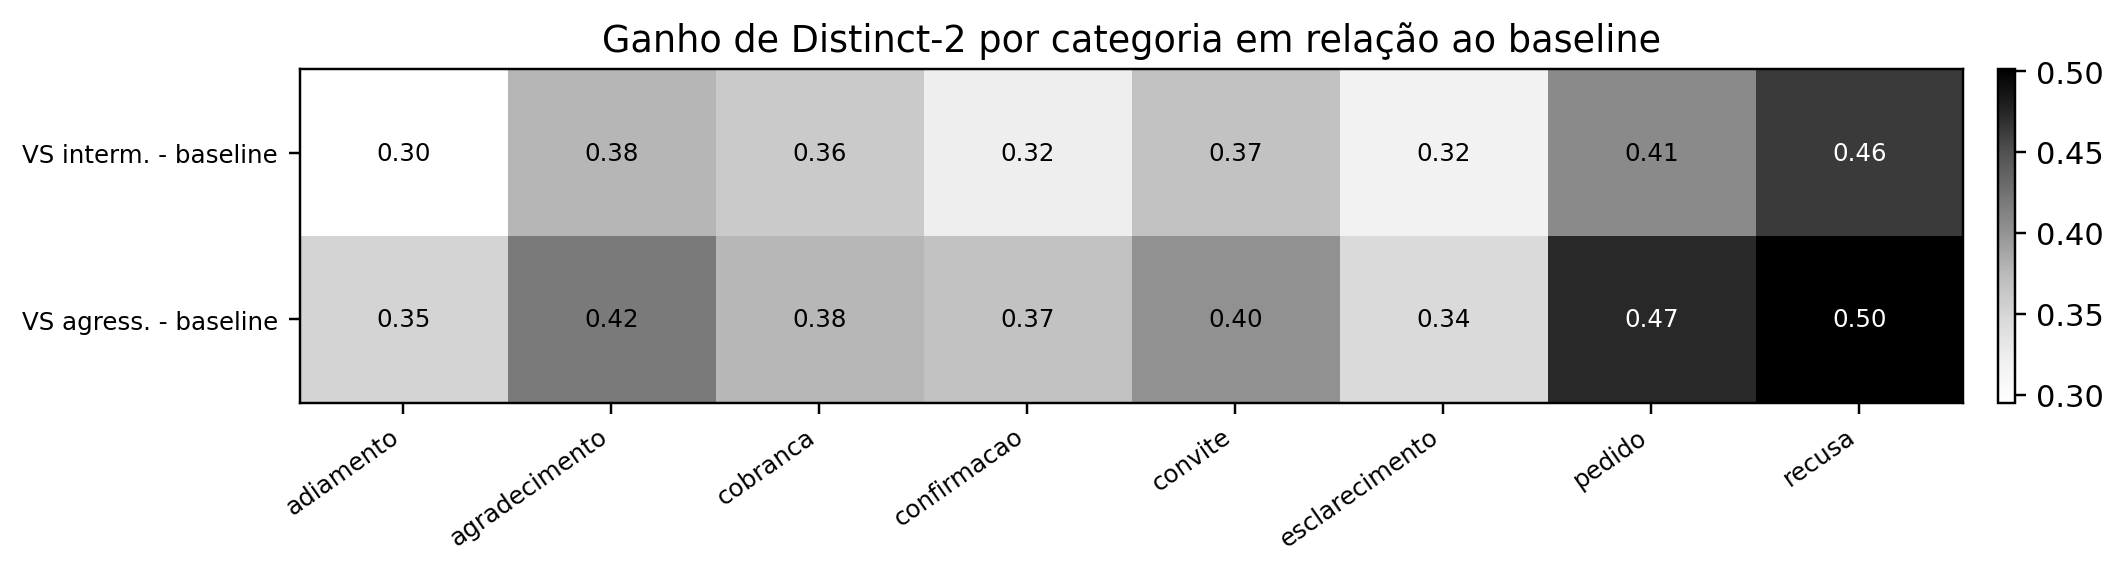 Ganho de Distinct-2 por categoria em relação ao baseline
VS interm. - baseline
0.30 0.38 0.36 0.32 0.37 0.32 0.41 0.46
VS agress. - baseline
0.35 0.42 0.38 0.37 0.40 0.34 0.47 0.50
adiamento
agradecimento
cobranca
confirmacao
convite
esclarecimento
pedido
recusa
0.50
0.45
0.40
0.35
0.30